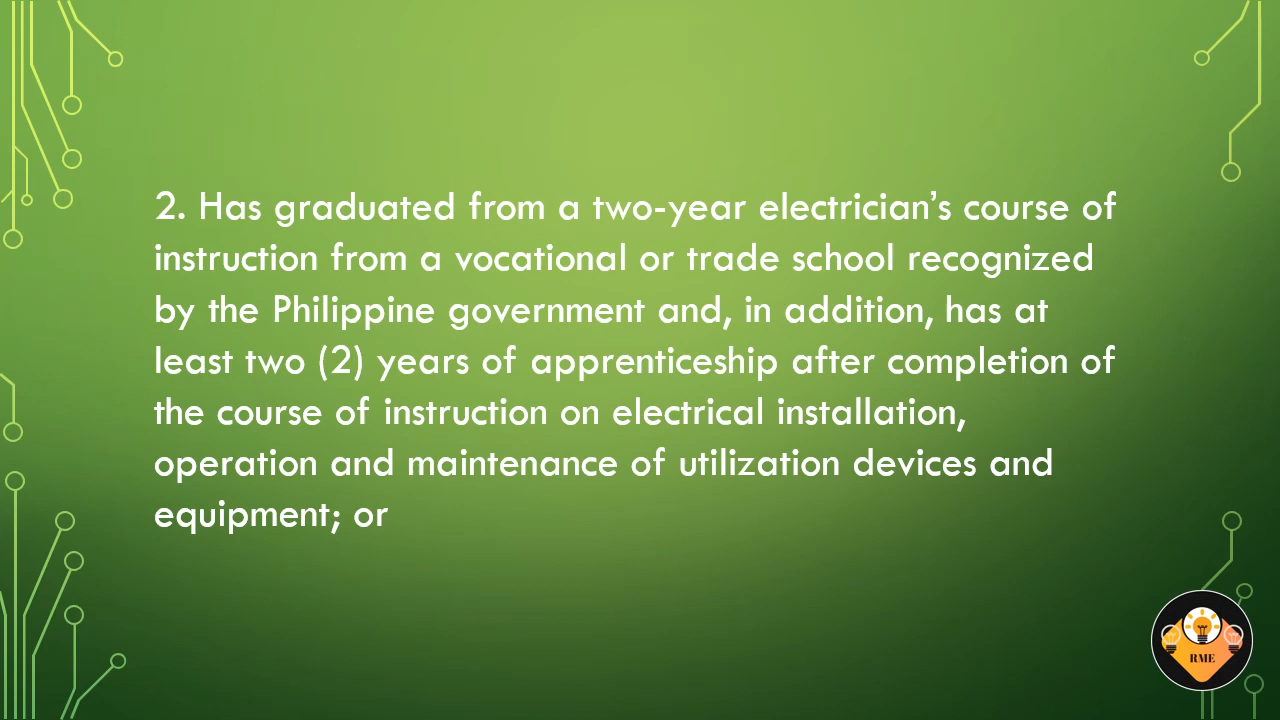 2. Has graduated from a two-year electrician’s course of
instruction from a vocational or trade school recognized
by the Philippine government and, in addition, has at
least two (2) years of apprenticeship after completion of
the course of instruction on electrical installation,
operation and maintenance of utilization devices and
equipment; or
RME